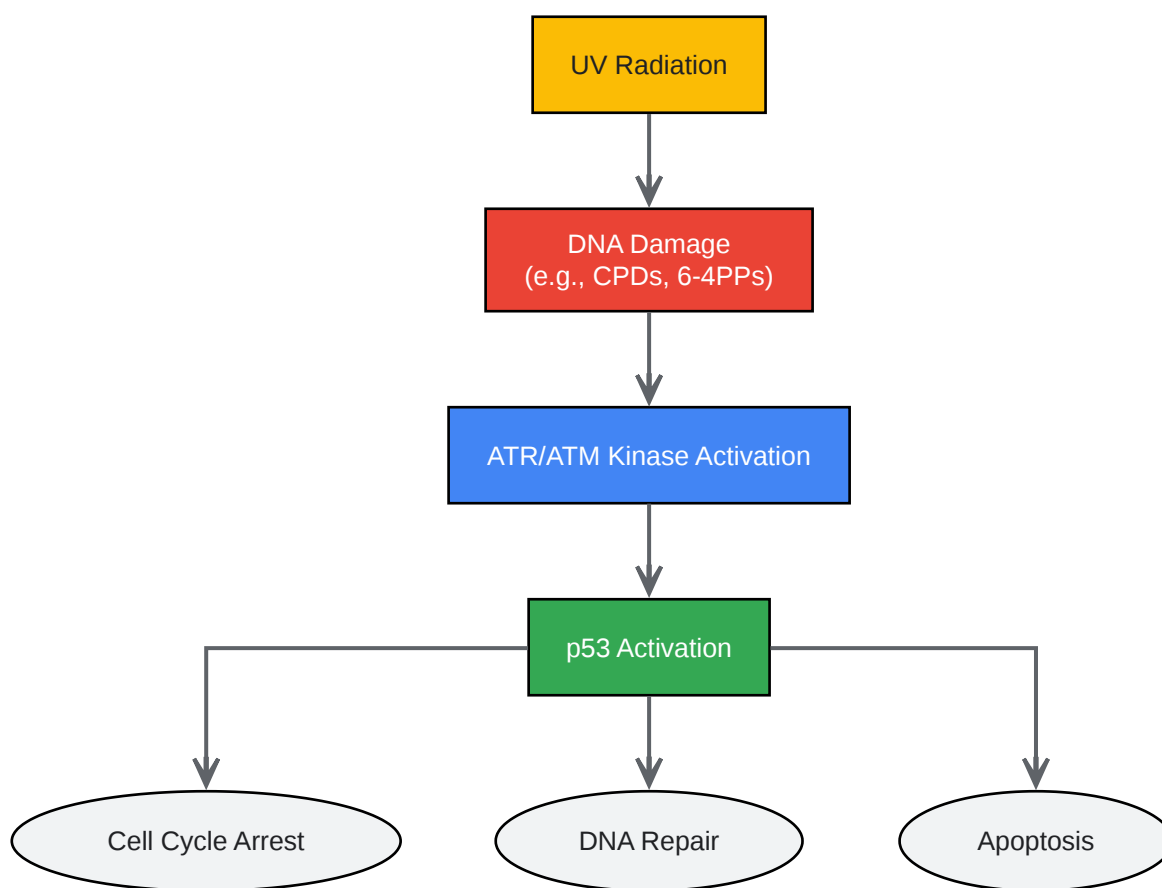 UV Radiation
DNA Damage
(e.g., CPDs, 6-4PPs)
ATR/ATM Kinase Activation
p53 Activation
Cell Cycle Arrest
DNA Repair
Apoptosis